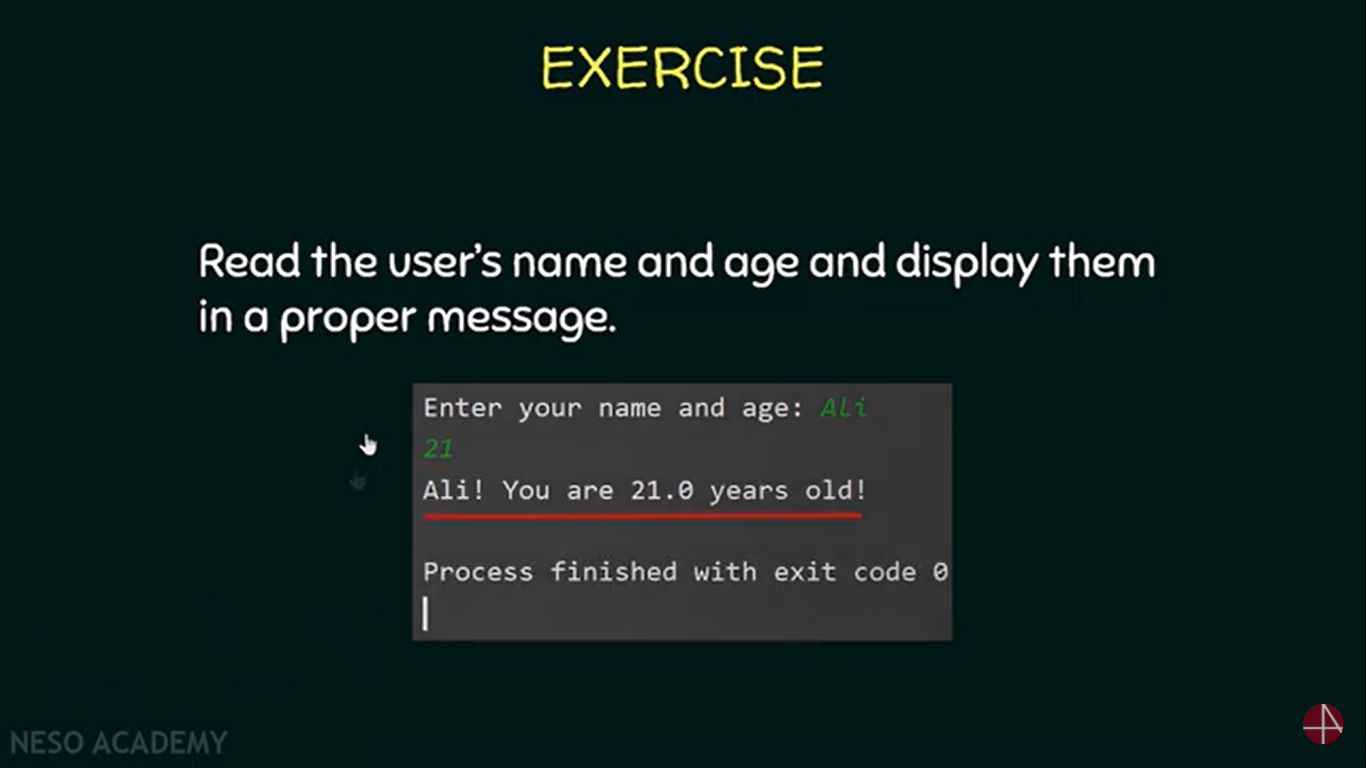 EXERCISE
Read the user's name and age and display them
in a proper message.
Enter your name and age: Ali
21
Ali! You are 21.0 years old!
Process finished with exit code 0
NESO ACADEMY